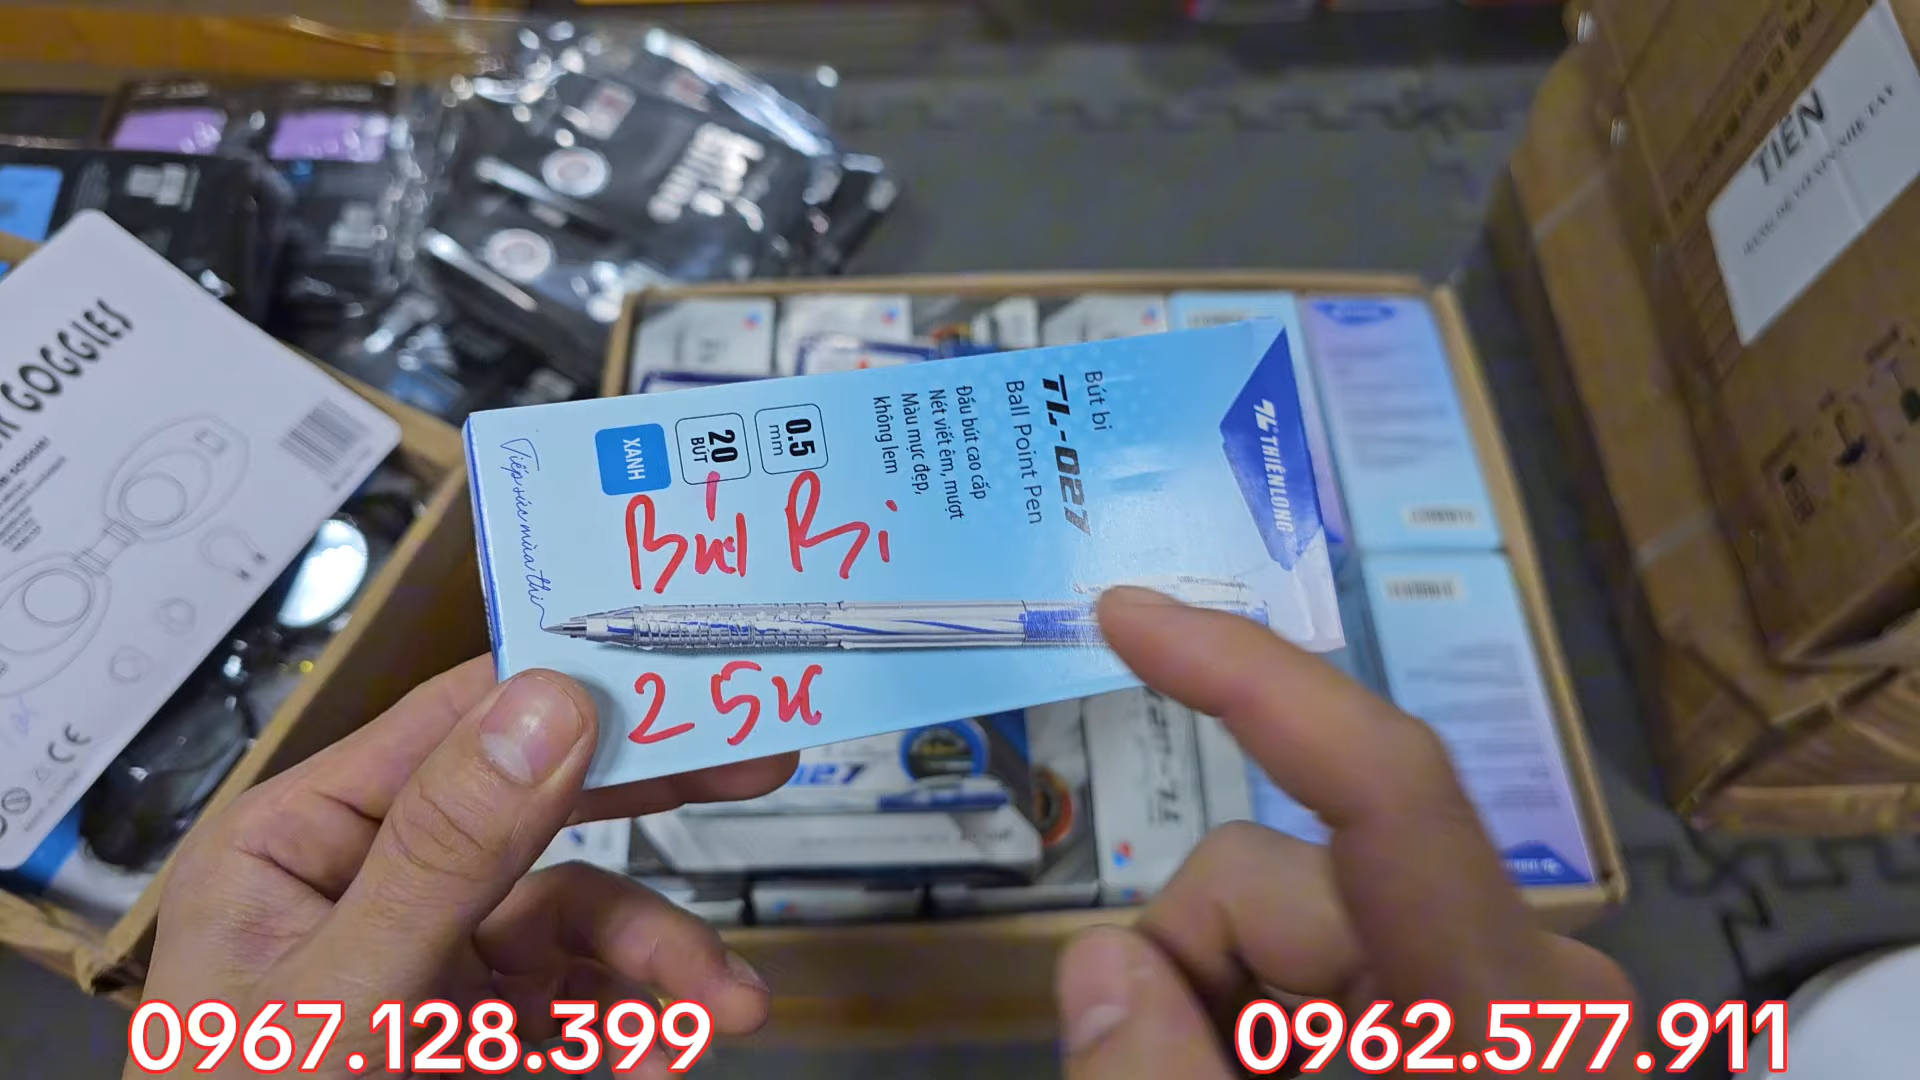 GOGGIES
TIẾN
THIÊN LONG
Bút bi
TL-027
Ball Point Pen
Đầu bút cao cấp
Nét viết êm, mượt
Màu mực đẹp,
không lem
0.5
mm
20
BÚT
XANH
Tiếp sức mùa thi
Bút Bi
25K
0967.128.399
0962.577.911